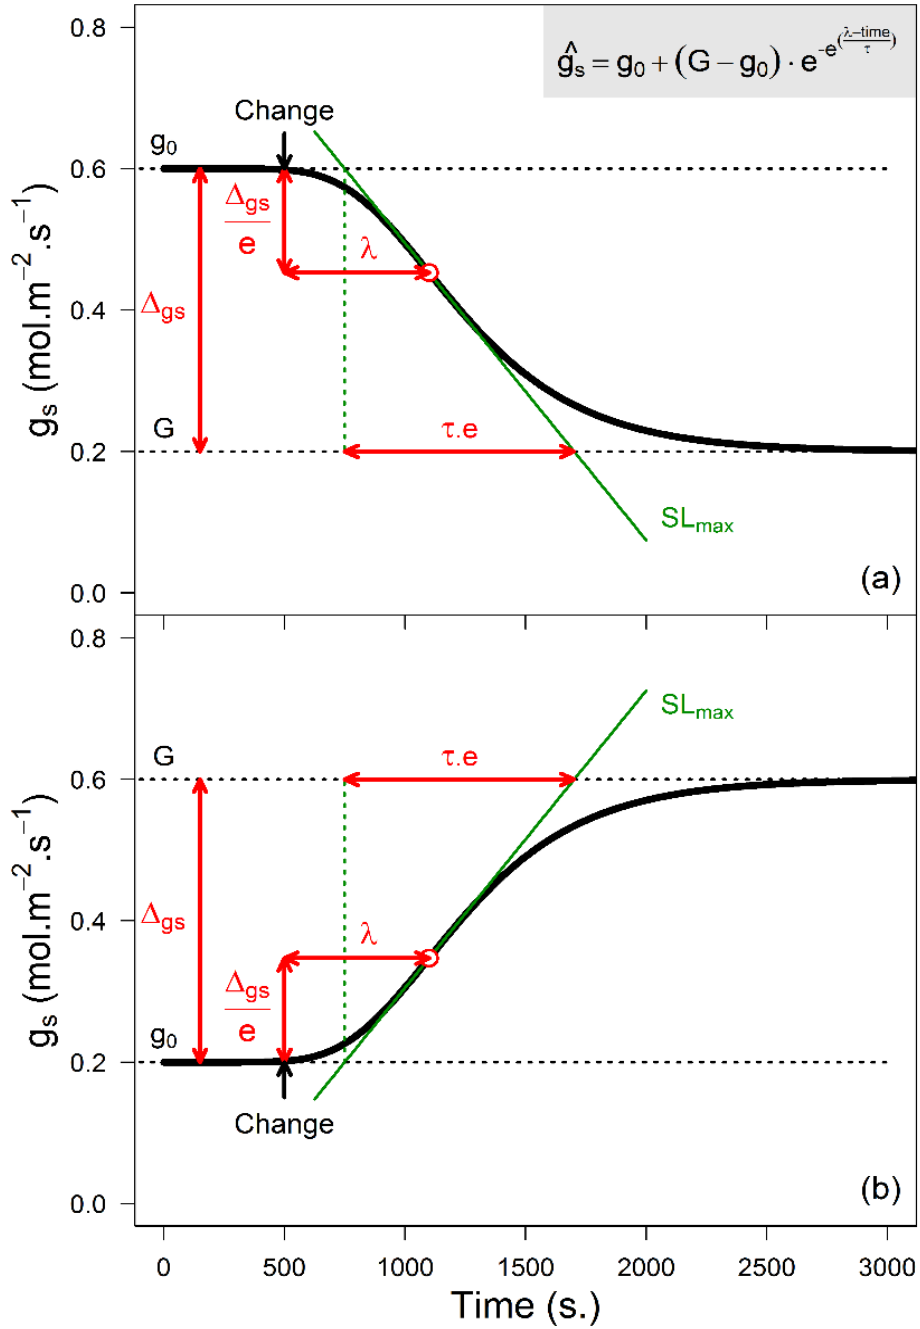 0.8
ĝₛ = g₀ + (G − g₀) · e^−e^((λ−time)/τ)
Change
g₀
0.6
Δgs
e
λ
Δgs
0.4
gₛ (mol.m⁻².s⁻¹)
G
τ.e
0.2
SLmax
(a)
0.0
0.8
SLmax
G
τ.e
0.6
Δgs
λ
0.4
gₛ (mol.m⁻².s⁻¹)
Δgs
e
g₀
0.2
Change
(b)
0.0
0 500 1000 1500 2000 2500 3000
Time (s.)